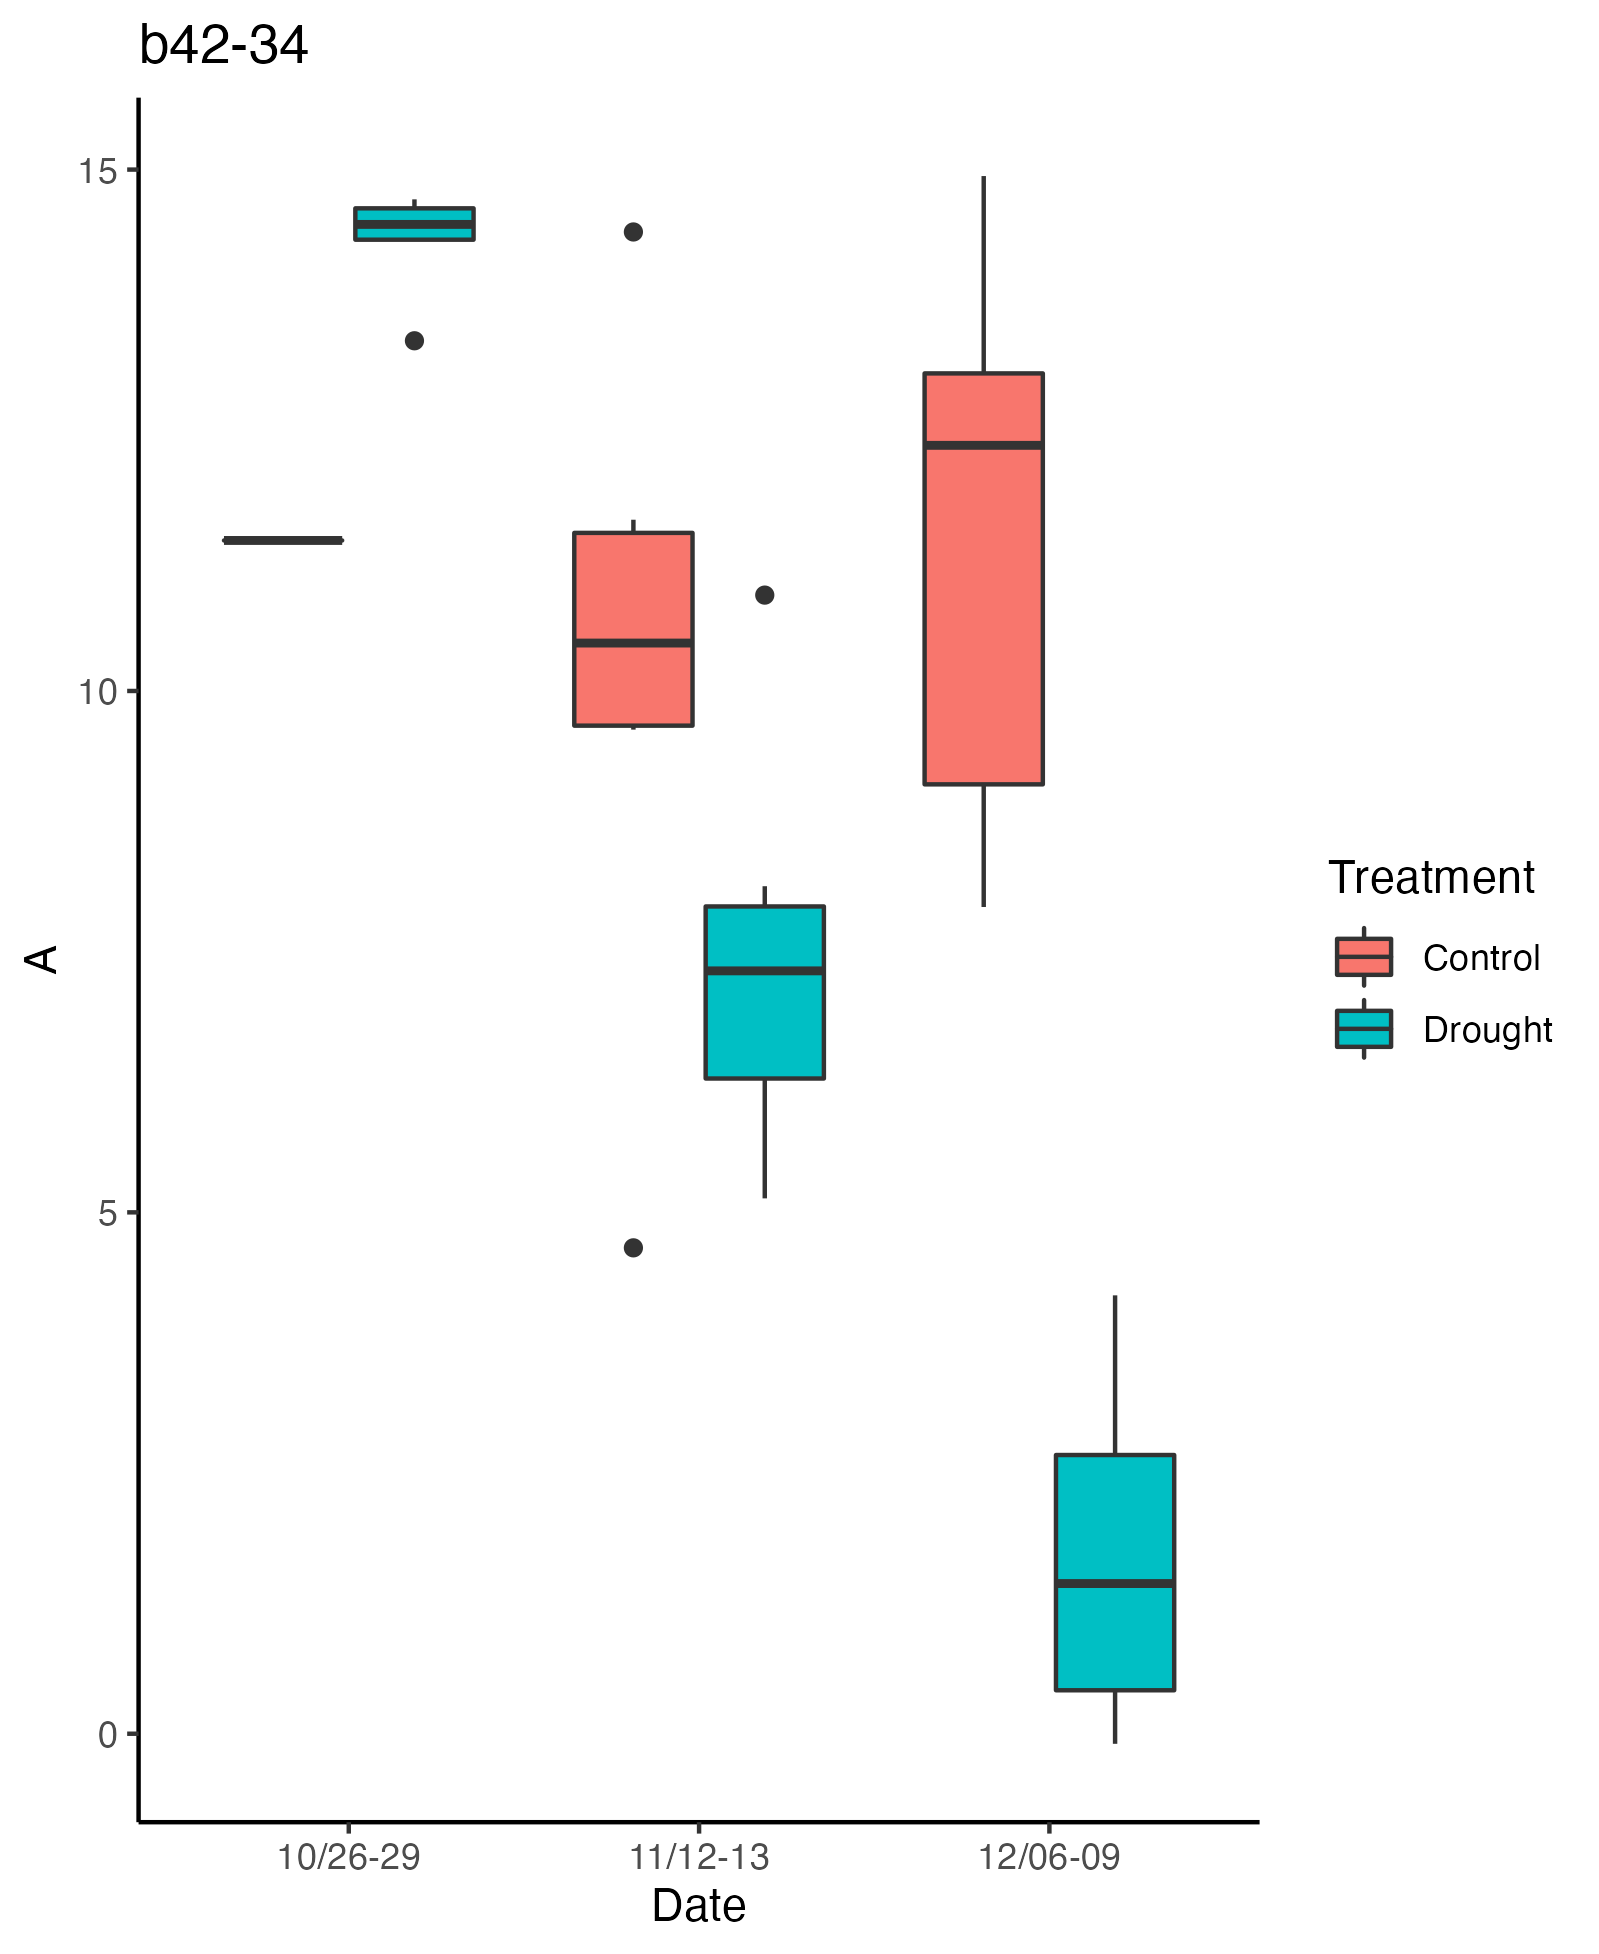 b42-34
15
10
5
0
A
10/26-29
11/12-13
12/06-09
Date
Treatment
Control
Drought